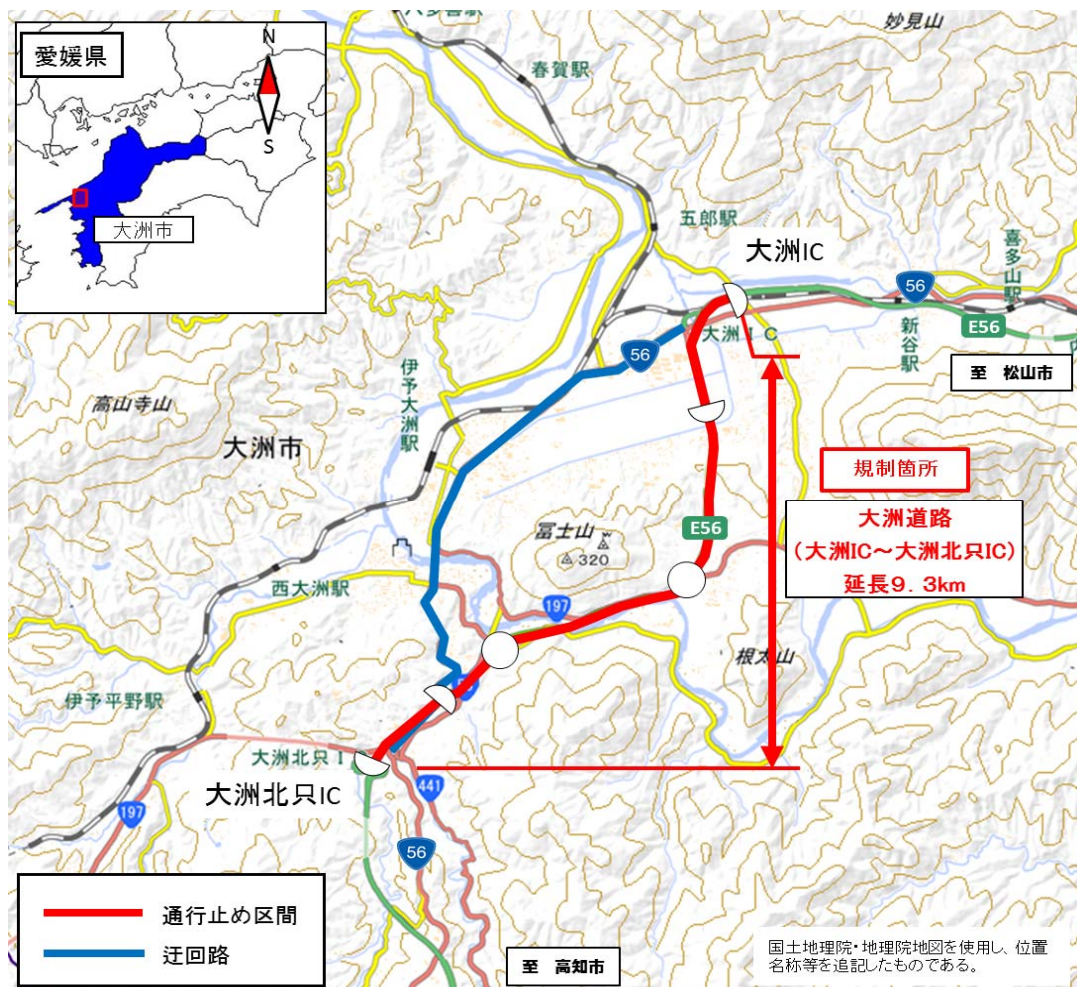 八多喜駅
妙見山
愛媛県
N
S
春賀駅
大洲市
五郎駅
大洲IC
喜多山駅
56
E56
新谷駅
大洲IC
56
至 松山市
伊予大洲駅
高山寺山
大洲市
規制箇所
大洲道路
(大洲IC~大洲北只IC)
延長9.3km
冨士山
320
E56
西大洲駅
197
根太山
伊予平野駅
大洲北只I
大洲北只IC
441
197
56
通行止め区間
迂回路
至 高知市
国土地理院・地理院地図を使用し、位置
名称等を追記したものである。